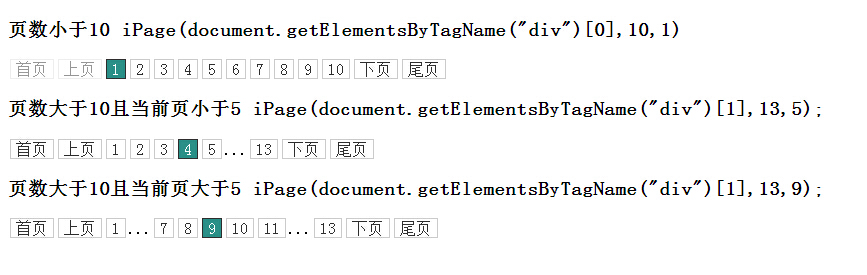 页数小于10 iPage(document.getElementsByTagName("div")[0],10,1)
首页 上页 1 2 3 4 5 6 7 8 9 10 下页 尾页
页数大于10且当前页小于5 iPage(document.getElementsByTagName("div")[1],13,5);
首页 上页 1 2 3 4 5 ... 13 下页 尾页
页数大于10且当前页大于5 iPage(document.getElementsByTagName("div")[1],13,9);
首页 上页 1 ... 7 8 9 10 11 ... 13 下页 尾页